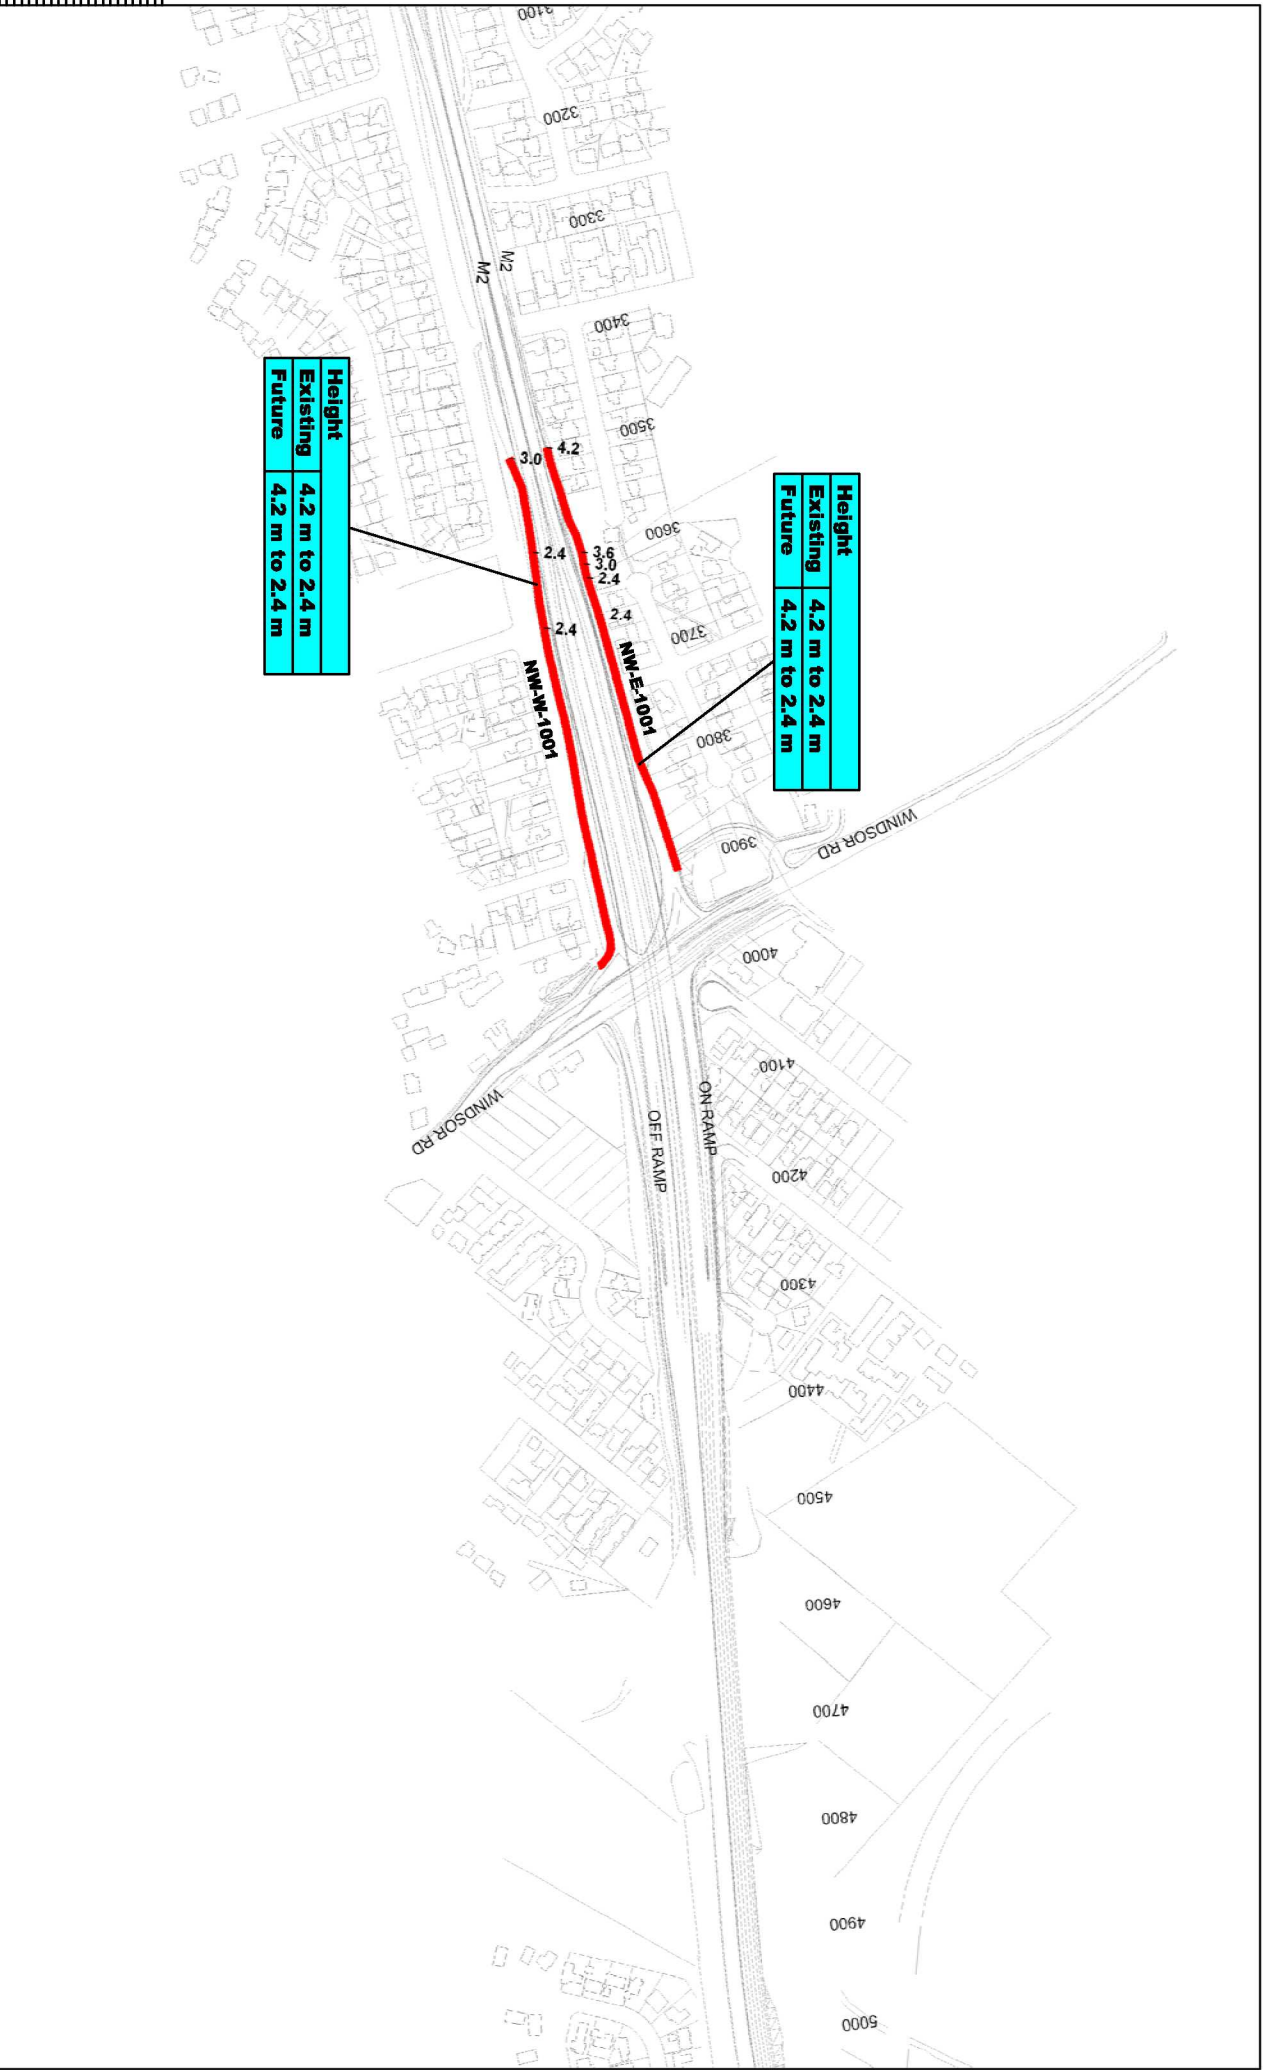 3100
3200
3300
3400
3500
3600
3700
3800
3900
4000
4100
4200
4300
4400
4500
4600
4700
4800
4900
5000
M2
M2
4.2
3.6
3.0
2.4
2.4
NW-E-1001
3.0
2.4
2.4
NW-W-1001
Height
Existing 4.2 m to 2.4 m
Future 4.2 m to 2.4 m
Height
Existing 4.2 m to 2.4 m
Future 4.2 m to 2.4 m
WINDSOR RD
WINDSOR RD
ON RAMP
OFF RAMP